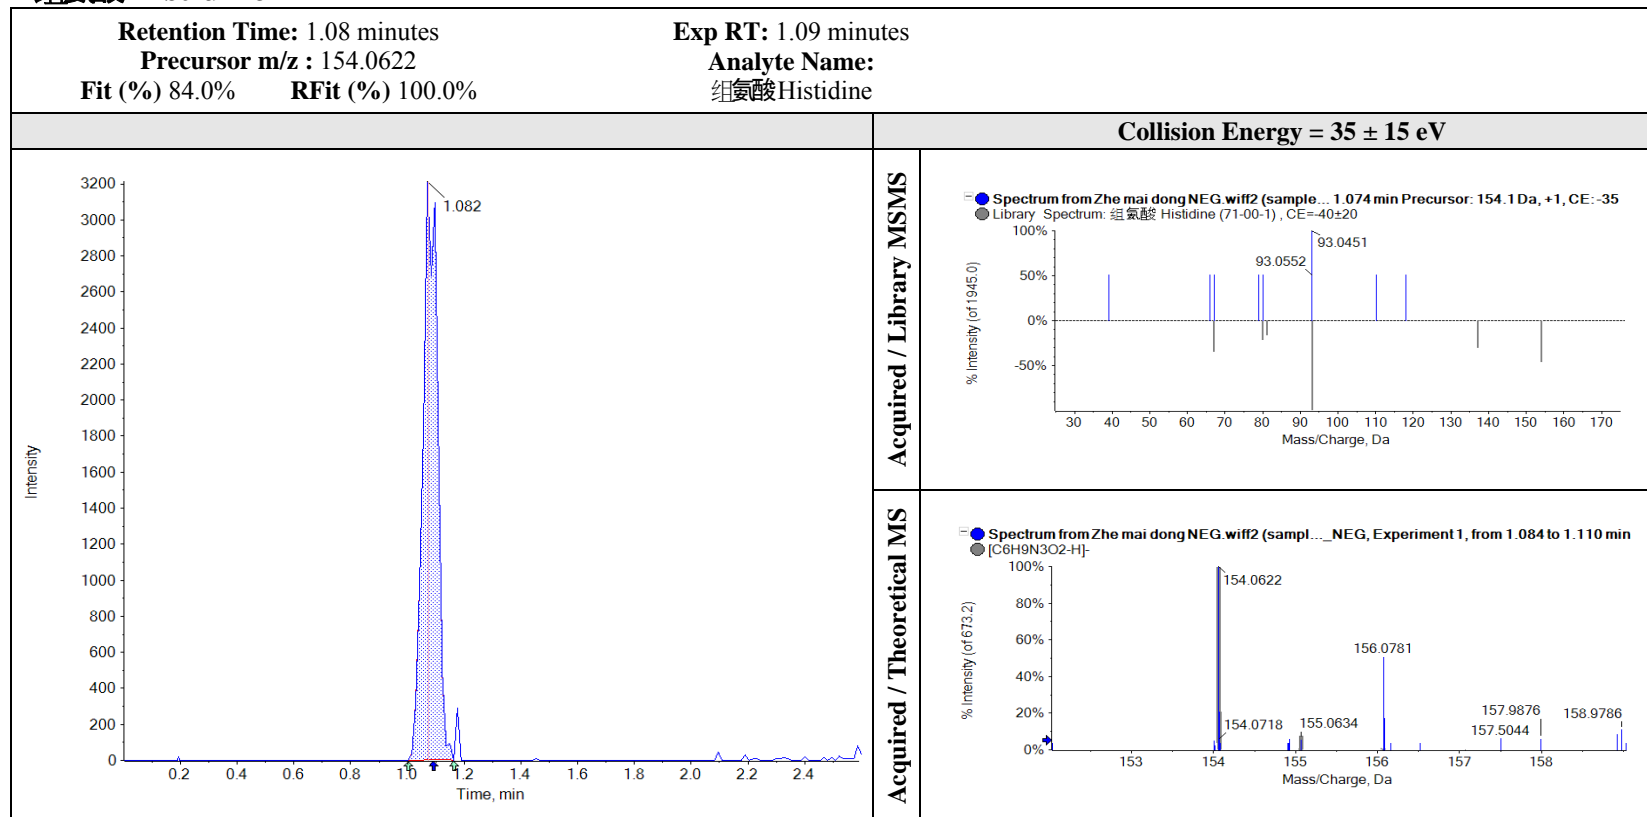 Retention Time: 1.08 minutes
Exp RT: 1.09 minutes
Precursor m/z : 154.0622
Analyte Name:
Fit (%) 84.0% RFit (%) 100.0%
组氨酸Histidine
Collision Energy = 35 ± 15 eV
Intensity
3200
3000
2800
2600
2400
2200
2000
1800
1600
1400
1200
1000
800
600
400
200
0
1.082
0.2 0.4 0.6 0.8 1.0 1.2 1.4 1.6 1.8 2.0 2.2 2.4
Time, min
Acquired / Library MSMS
Spectrum from Zhe mai dong NEG.wiff2 (sample... 1.074 min Precursor: 154.1 Da, +1, CE: -35
Library Spectrum: 组氨酸 Histidine (71-00-1) , CE=-40±20
% Intensity (of 1945.0)
100%
50%
0%
-50%
93.0451
93.0552
30 40 50 60 70 80 90 100 110 120 130 140 150 160 170
Mass/Charge, Da
Acquired / Theoretical MS
Spectrum from Zhe mai dong NEG.wiff2 (sampl..._NEG, Experiment 1, from 1.084 to 1.110 min
[C6H9N3O2-H]-
% Intensity (of 673.2)
100%
80%
60%
40%
20%
0%
154.0622
156.0781
154.0718
155.0634
157.5044
157.9876
158.9786
153 154 155 156 157 158
Mass/Charge, Da